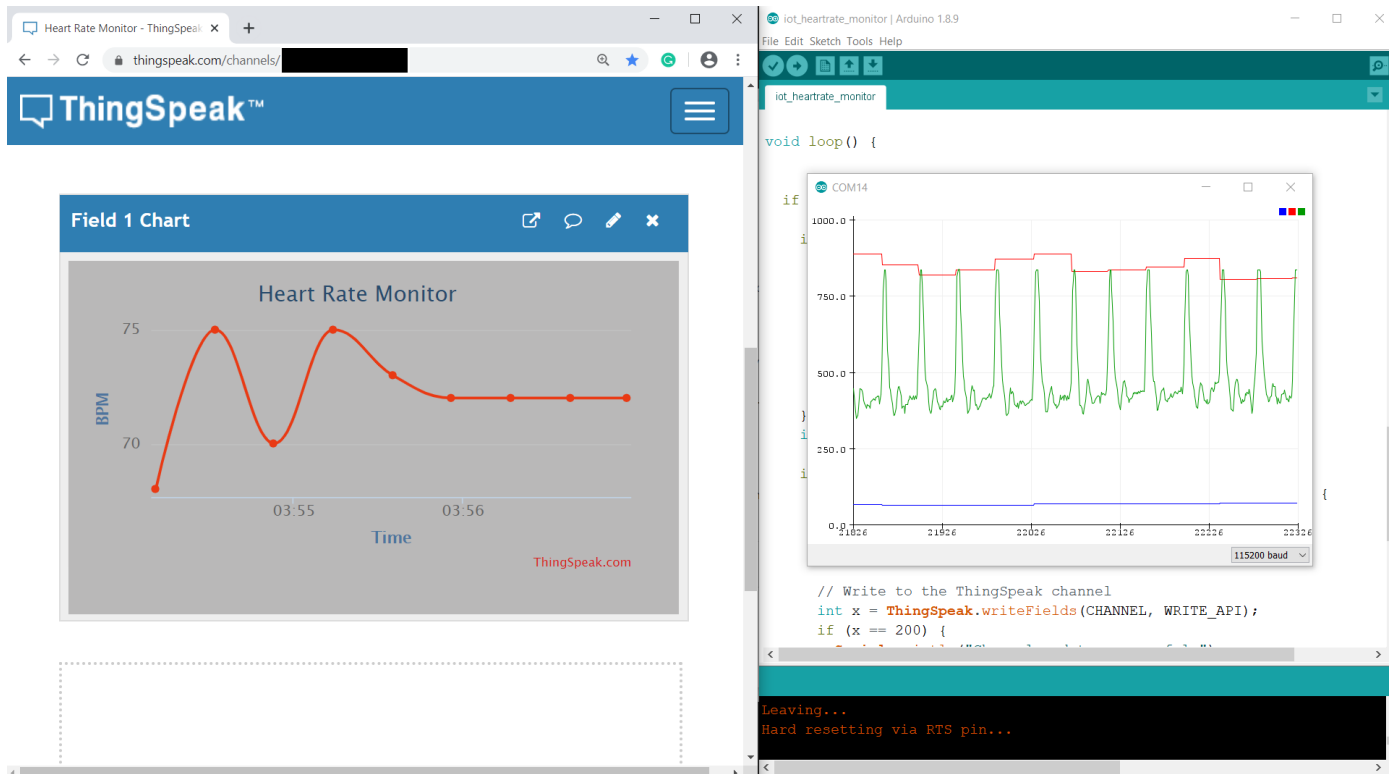 Heart Rate Monitor - ThingSpeak
thingspeak.com/channels/
ThingSpeak™
Field 1 Chart
Heart Rate Monitor
75
70
BPM
03:55
03:56
Time
ThingSpeak.com
iot_heartrate_monitor | Arduino 1.8.9
File Edit Sketch Tools Help
iot_heartrate_monitor
void loop() {
if
COM14
1000.0
750.0
500.0
250.0
0.0
21826
21926
22026
22126
22226
22326
115200 baud
}
{
// Write to the ThingSpeak channel
int x = ThingSpeak.writeFields(CHANNEL, WRITE_API);
if (x == 200) {
Leaving...
Hard resetting via RTS pin...